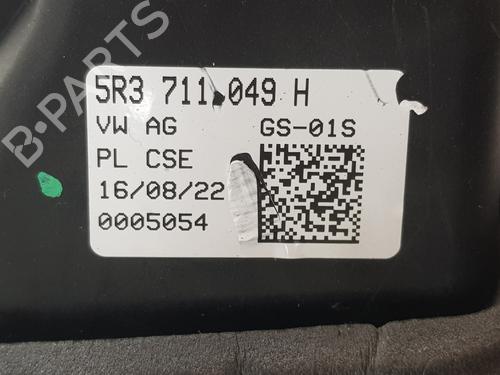 B-PARTS
5R3 711.049 H
VW AG GS-01S
PL CSE
16/08/22
0005054